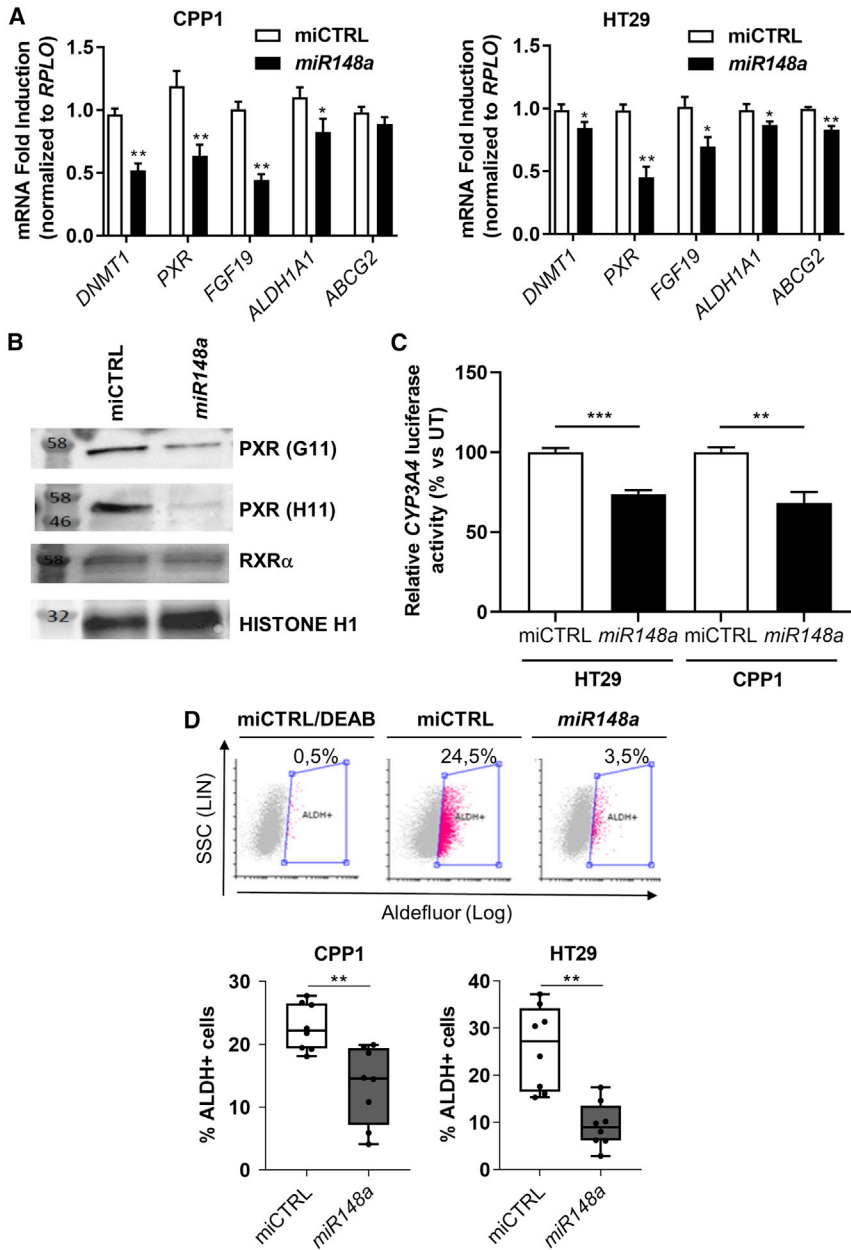 A
CPP1
miCTRL
miR148a
mRNA Fold Induction
(normalized to RPLO)
1.5
1.0
0.5
0.0
**
**
**
*
DNMT1
PXR
FGF19
ALDH1A1
ABCG2
HT29
miCTRL
miR148a
mRNA Fold Induction
(normalized to RPLO)
1.5
1.0
0.5
0.0
*
**
*
*
**
DNMT1
PXR
FGF19
ALDH1A1
ABCG2
B
miCTRL
miR148a
58
PXR (G11)
58
46
PXR (H11)
58
RXRα
32
HISTONE H1
C
Relative CYP3A4 luciferase
activity (% vs UT)
150
100
50
0
***
**
miCTRL miR148a miCTRL miR148a
HT29
CPP1
D
miCTRL/DEAB
miCTRL
miR148a
0,5%
24,5%
3,5%
ALDH+
ALDH+
ALDH+
SSC (LIN)
Aldefluor (Log)
CPP1
% ALDH+ cells
30
20
10
0
**
miCTRL
miR148a
HT29
% ALDH+ cells
40
30
20
10
0
**
miCTRL
miR148a